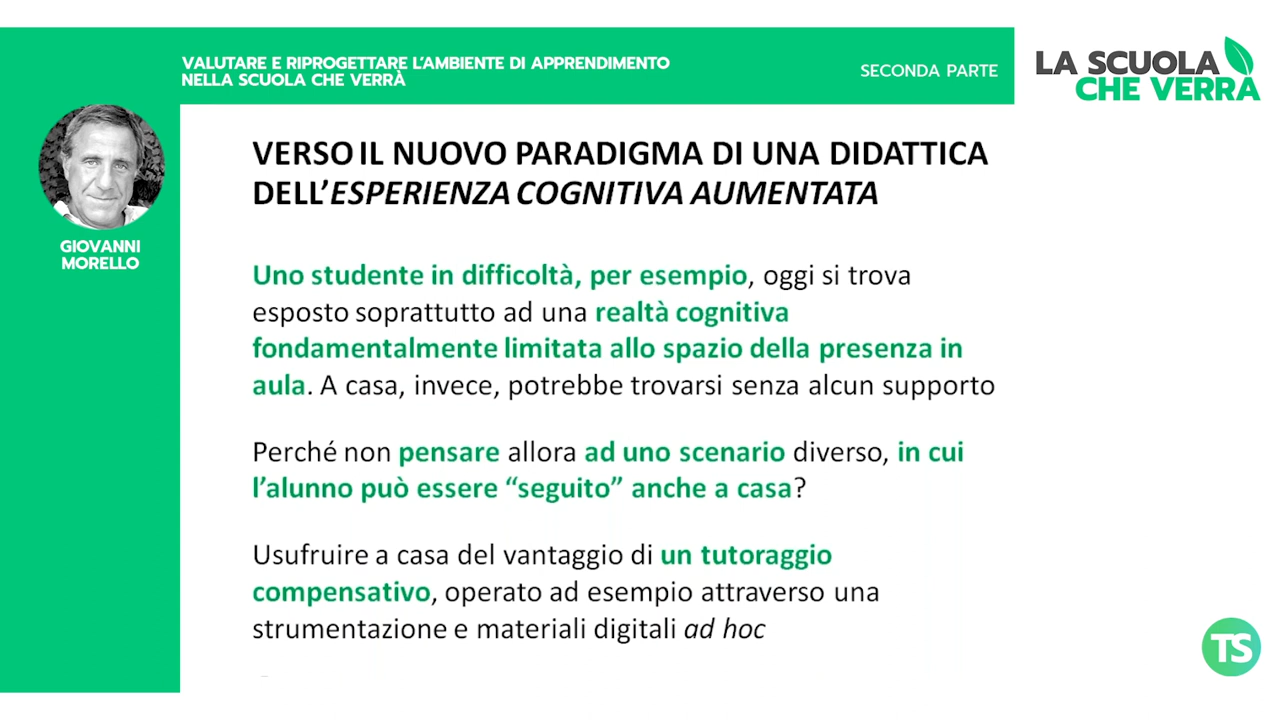 VALUTARE E RIPROGETTARE L'AMBIENTE DI APPRENDIMENTO
NELLA SCUOLA CHE VERRÀ
SECONDA PARTE
LA SCUOLA
CHE VERRÀ
GIOVANNI
MORELLO
VERSO IL NUOVO PARADIGMA DI UNA DIDATTICA
DELL'ESPERIENZA COGNITIVA AUMENTATA
Uno studente in difficoltà, per esempio, oggi si trova
esposto soprattutto ad una realtà cognitiva
fondamentalmente limitata allo spazio della presenza in
aula. A casa, invece, potrebbe trovarsi senza alcun supporto
Perché non pensare allora ad uno scenario diverso, in cui
l'alunno può essere “seguito” anche a casa?
Usufruire a casa del vantaggio di un tutoraggio
compensativo, operato ad esempio attraverso una
strumentazione e materiali digitali ad hoc
TS